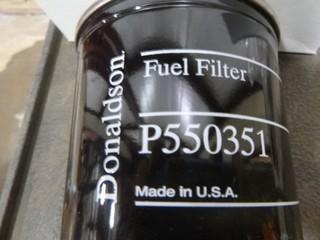 Donaldson.
Fuel Filter
P550351
Made in U.S.A.